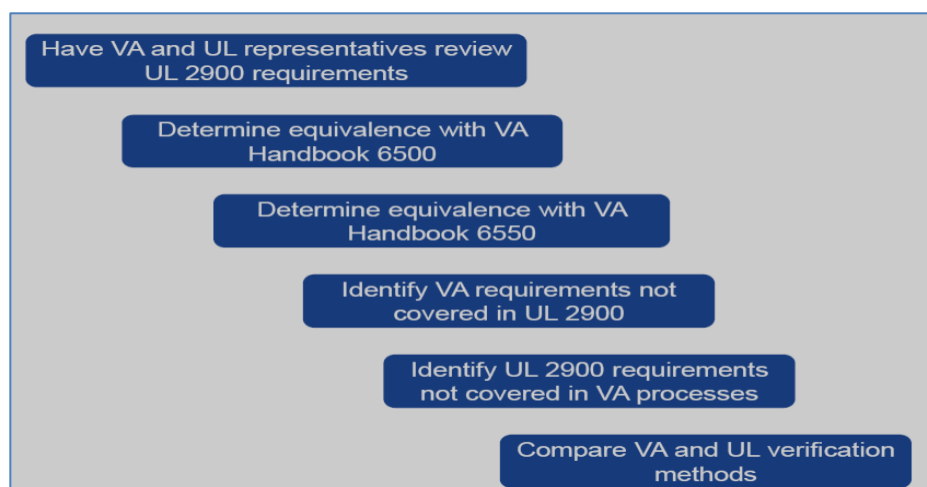 Have VA and UL representatives review
UL 2900 requirements
Determine equivalence with VA
Handbook 6500
Determine equivalence with VA
Handbook 6550
Identify VA requirements not
covered in UL 2900
Identify UL 2900 requirements
not covered in VA processes
Compare VA and UL verification
methods